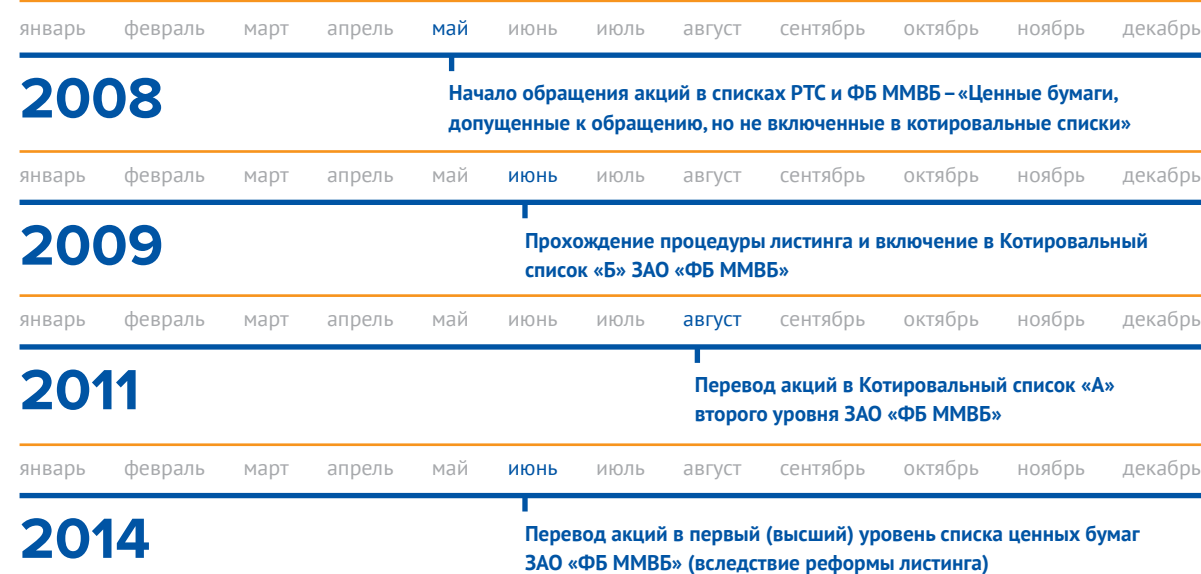 январь февраль март апрель май июнь июль август сентябрь октябрь ноябрь декабрь
2008
Начало обращения акций в списках РТС и ФБ ММВБ – «Ценные бумаги,
допущенные к обращению, но не включенные в котировальные списки»
январь февраль март апрель май июнь июль август сентябрь октябрь ноябрь декабрь
2009
Прохождение процедуры листинга и включение в Котировальный
список «Б» ЗАО «ФБ ММВБ»
январь февраль март апрель май июнь июль август сентябрь октябрь ноябрь декабрь
2011
Перевод акций в Котировальный список «А»
второго уровня ЗАО «ФБ ММВБ»
январь февраль март апрель май июнь июль август сентябрь октябрь ноябрь декабрь
2014
Перевод акций в первый (высший) уровень списка ценных бумаг
ЗАО «ФБ ММВБ» (вследствие реформы листинга)